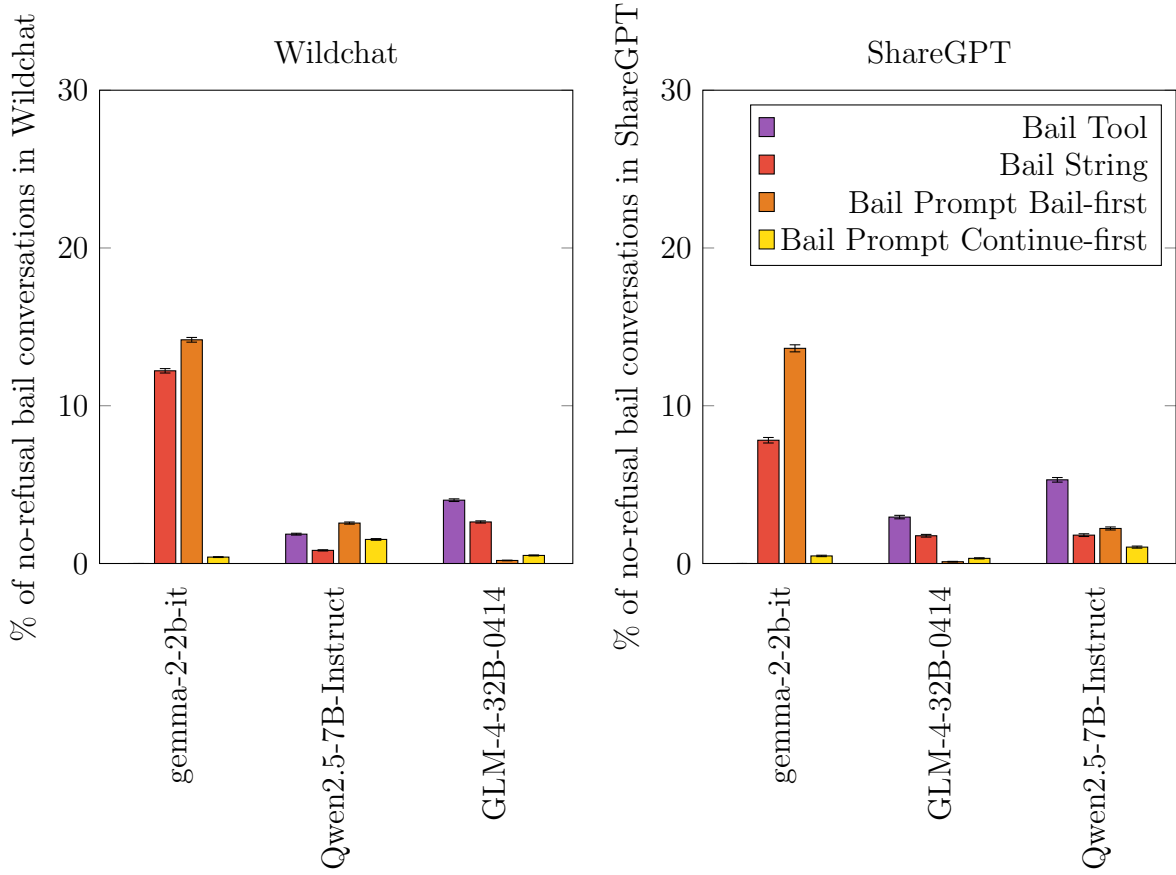 Wildchat
% of no-refusal bail conversations in Wildchat
30
20
10
0
gemma-2-2b-it
Qwen2.5-7B-Instruct
GLM-4-32B-0414
ShareGPT
% of no-refusal bail conversations in ShareGPT
30
20
10
0
Bail Tool
Bail String
Bail Prompt Bail-first
Bail Prompt Continue-first
gemma-2-2b-it
GLM-4-32B-0414
Qwen2.5-7B-Instruct